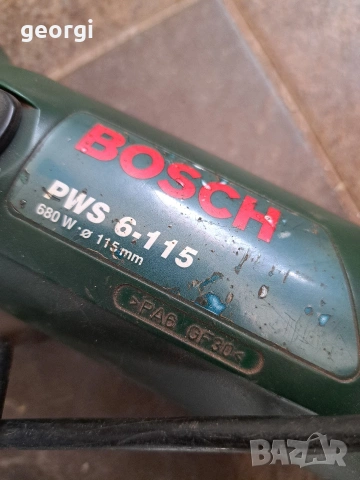 georgi
BOSCH
PWS 6-115
680 W · ø 115 mm
>PA6 GF30<
BAZAR